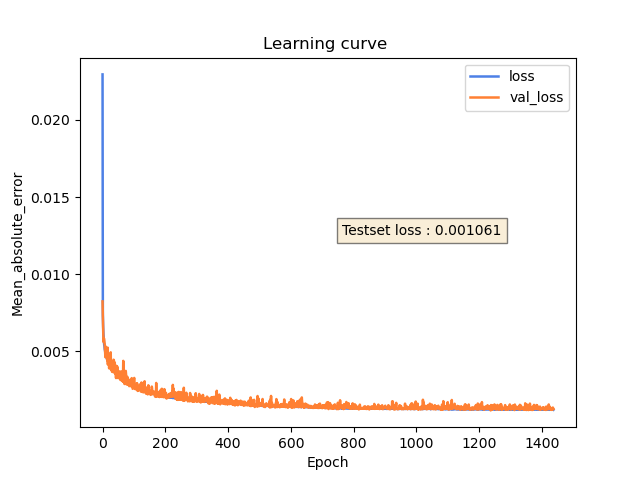 Learning curve
loss
val_loss
Testset loss : 0.001061
Mean_absolute_error
0.020
0.015
0.010
0.005
0 200 400 600 800 1000 1200 1400
Epoch